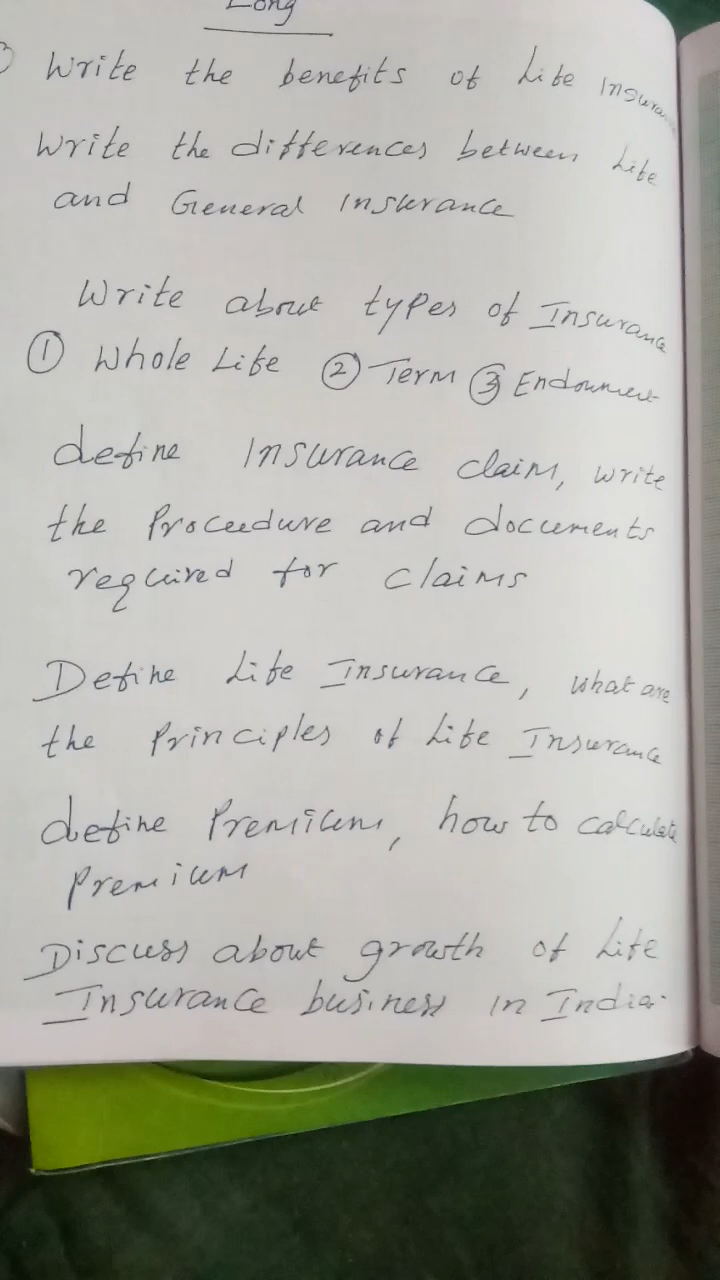 Long
Write the benefits of Life Insurance
Write the differences between Life
and General Insurance
Write about types of Insurance
① Whole Life ② Term ③ Endowment
define Insurance claim, write
the Proceedure and documents
required for claims
Define Life Insurance, what are
the Principles of Life Insurance
define Premium, how to calculate
Premium
Discuss about growth of Life
Insurance business in India.